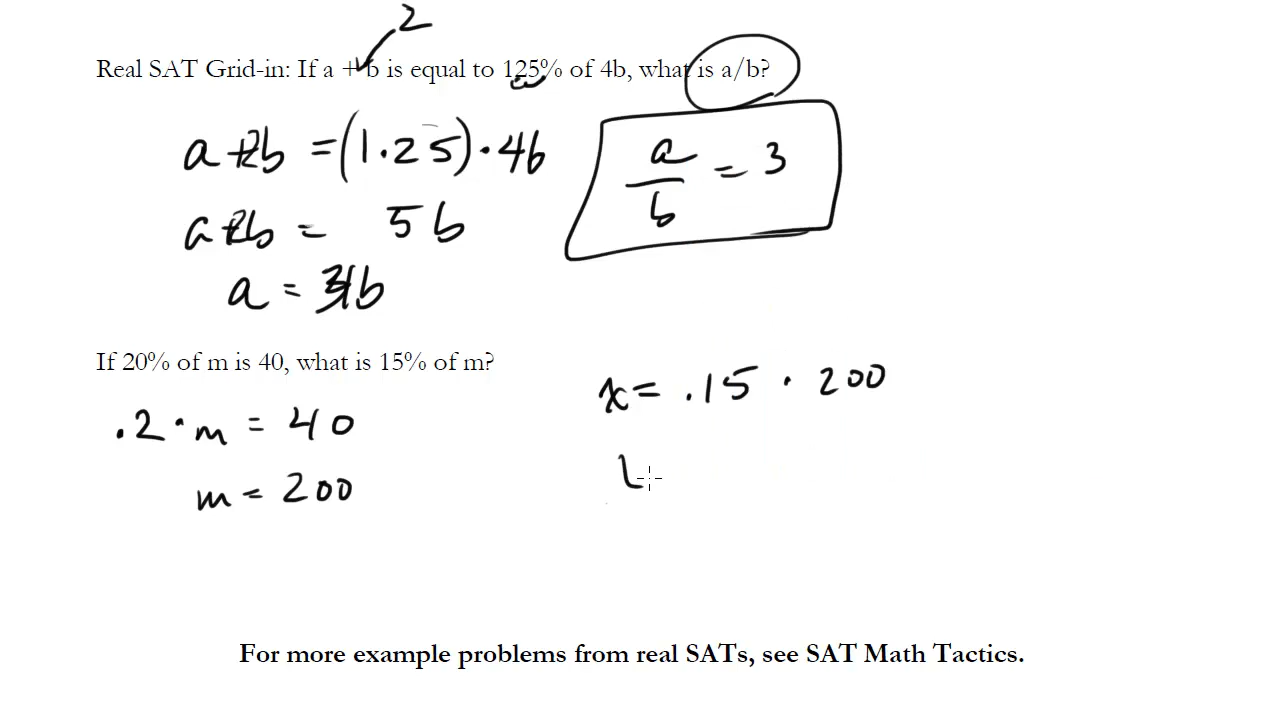 2
Real SAT Grid-in: If a + b is equal to 125% of 4b, what is a/b?
a+2b = (1.25) · 4b
a/b = 3
a+2b = 5b
a = 3b
If 20% of m is 40, what is 15% of m?
x = .15 · 200
.2 · m = 40
m = 200
For more example problems from real SATs, see SAT Math Tactics.